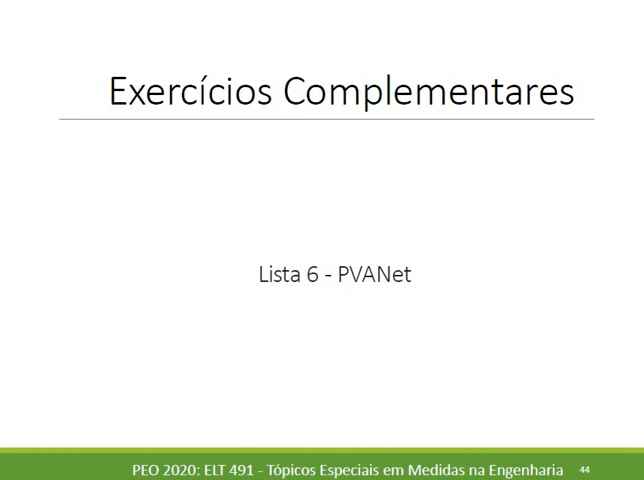 Exercícios Complementares
Lista 6 - PVANet
PEO 2020: ELT 491 - Tópicos Especiais em Medidas na Engenharia 44